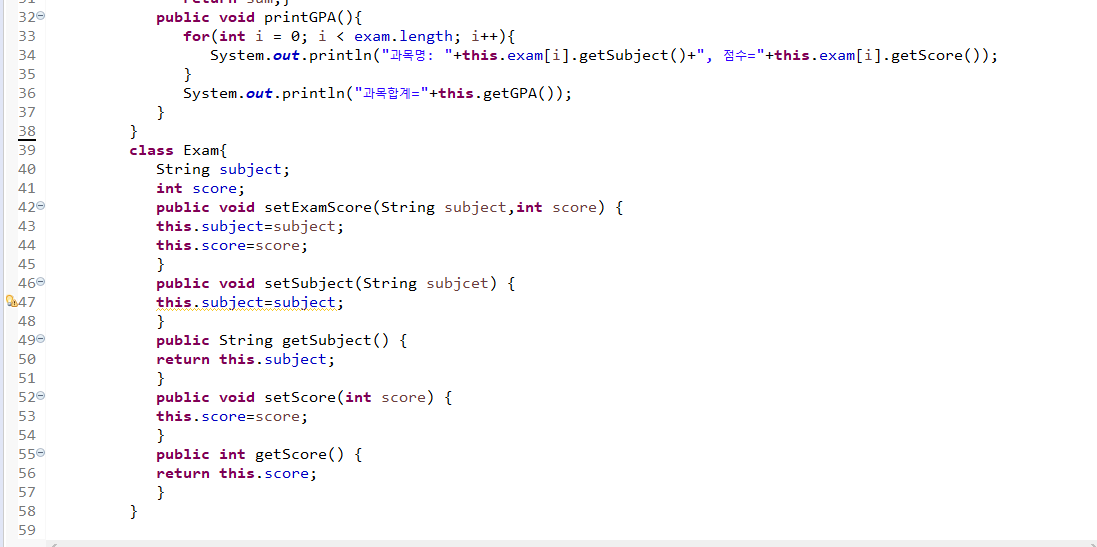 32 public void printGPA(){
33 for(int i = 0; i < exam.length; i++){
34 System.out.println("과목명: "+this.exam[i].getSubject()+", 점수="+this.exam[i].getScore());
35 }
36 System.out.println("과목합계="+this.getGPA());
37 }
38 }
39 class Exam{
40 String subject;
41 int score;
42 public void setExamScore(String subject,int score) {
43 this.subject=subject;
44 this.score=score;
45 }
46 public void setSubject(String subjcet) {
47 this.subject=subject;
48 }
49 public String getSubject() {
50 return this.subject;
51 }
52 public void setScore(int score) {
53 this.score=score;
54 }
55 public int getScore() {
56 return this.score;
57 }
58 }
59